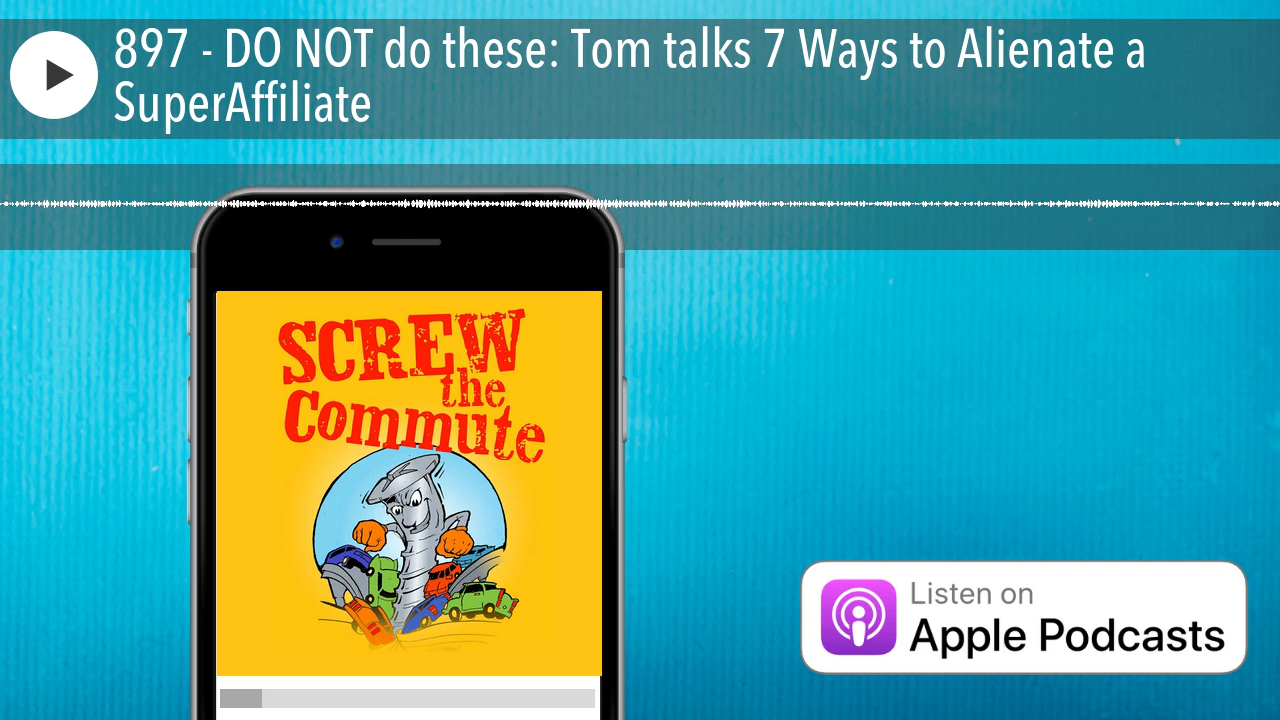 897 - DO NOT do these: Tom talks 7 Ways to Alienate a
SuperAffiliate
SCREW
the
Commute
Listen on
Apple Podcasts